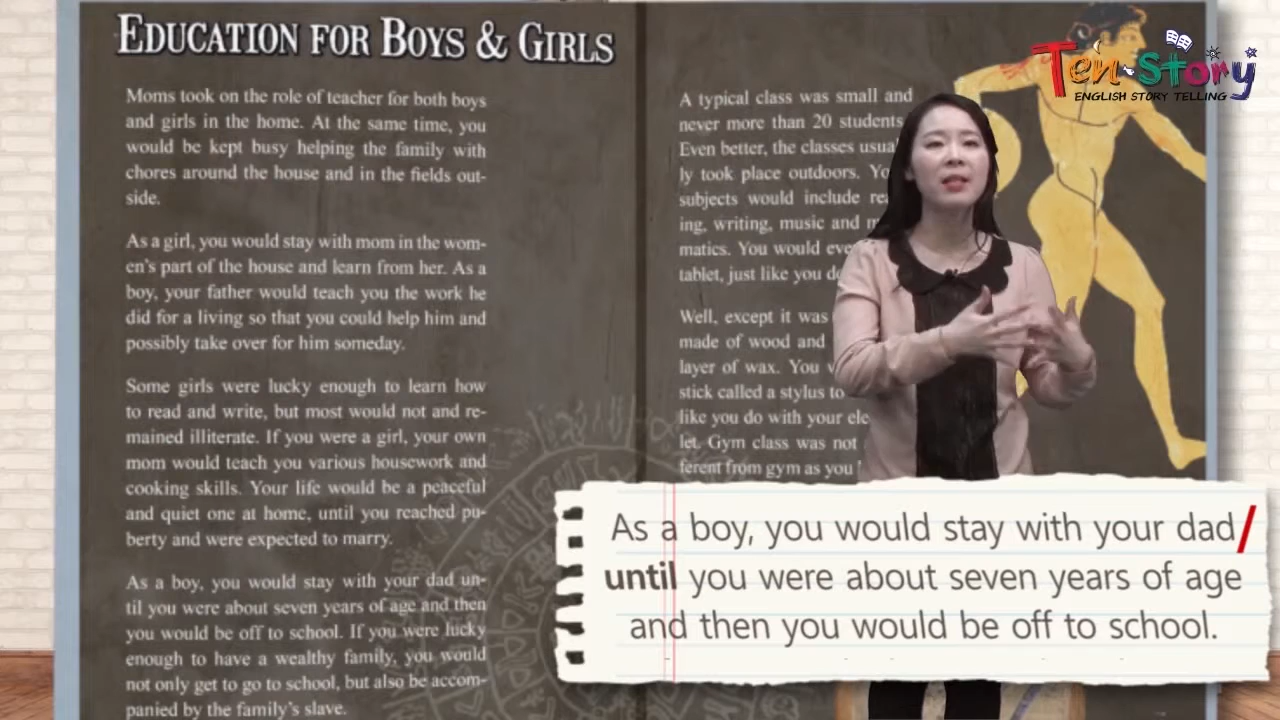 EDUCATION FOR BOYS & GIRLS
Moms took on the role of teacher for both boys
and girls in the home. At the same time, you
would be kept busy helping the family with
chores around the house and in the fields out-
side.
As a girl, you would stay with mom in the wom-
en's part of the house and learn from her. As a
boy, your father would teach you the work he
did for a living so that you could help him and
possibly take over for him someday.
Some girls were lucky enough to learn how
to read and write, but most would not and re-
mained illiterate. If you were a girl, your own
mom would teach you various housework and
cooking skills. Your life would be a peaceful
and quiet one at home, until you reached pu-
berty and were expected to marry.
As a boy, you would stay with your dad un-
til you were about seven years of age and then
you would be off to school. If you were lucky
enough to have a wealthy family, you would
not only get to go to school, but also be accom-
panied by the family's slave.
A typical class was small and
never more than 20 students
Even better, the classes usua
ly took place outdoors. Yo
subjects would include re
ing, writing, music and m
matics. You would eve
tablet, just like you do
Well, except it was
made of wood and
layer of wax. You
stick called a stylus to
like you do with your ele
let. Gym class was not
ferent from gym as you
Ten Story
ENGLISH STORY TELLING
As a boy, you would stay with your dad/
until you were about seven years of age
and then you would be off to school.